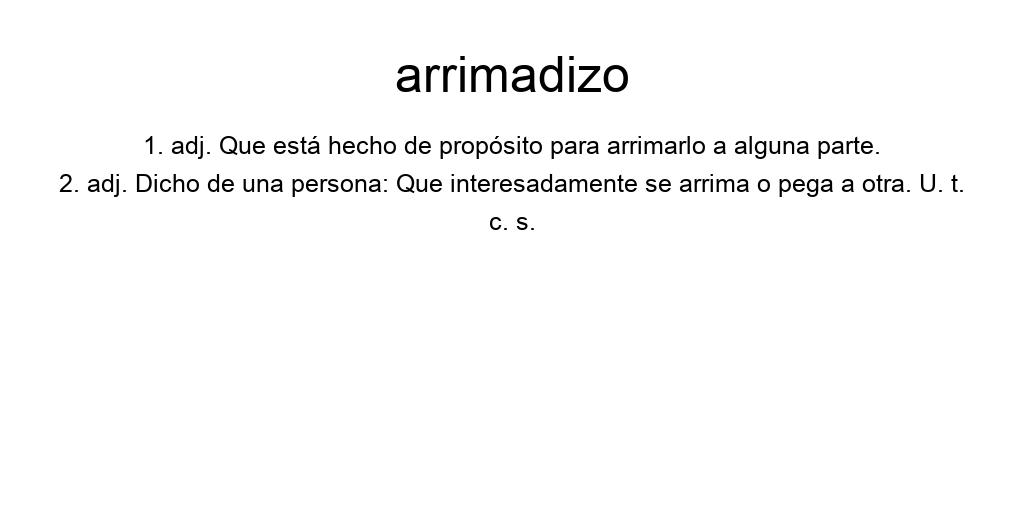 arrimadizo
1. adj. Que está hecho de propósito para arrimarlo a alguna parte.
2. adj. Dicho de una persona: Que interesadamente se arrima o pega a otra. U. t.
c. s.